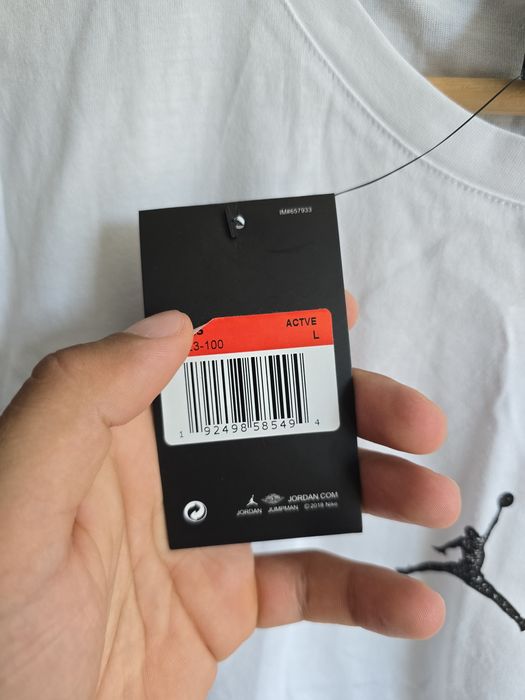 IM#657933
S ACTVE
3-100 L
1 92498 58549 4
JORDAN.COM
JORDAN JUMPMAN © 2018 Nike